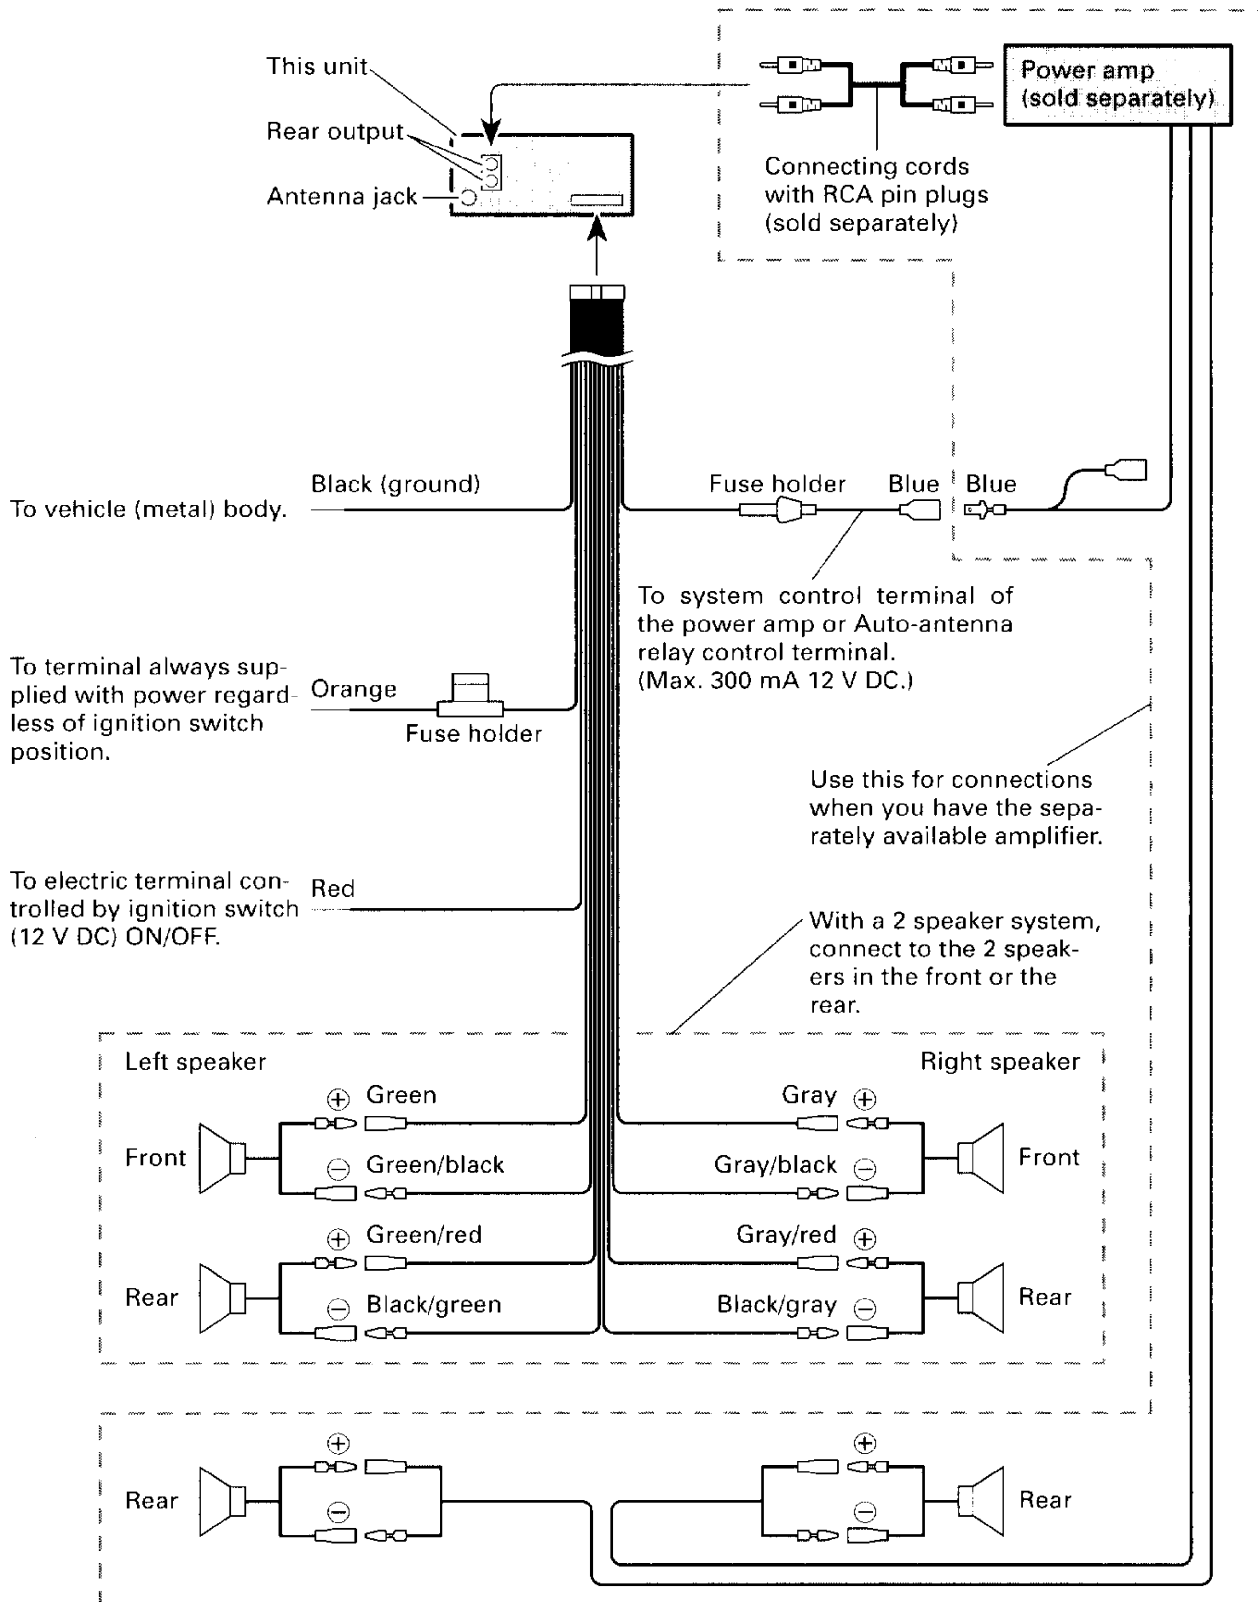 This unit
Rear output
Antenna jack
Power amp
(sold separately)
Connecting cords
with RCA pin plugs
(sold separately)
Black (ground)
To vehicle (metal) body.
Fuse holder
Blue
Blue
To system control terminal of
the power amp or Auto-antenna
relay control terminal.
(Max. 300 mA 12 V DC.)
To terminal always sup-
plied with power regard-
less of ignition switch
position.
Orange
Fuse holder
Use this for connections
when you have the sepa-
rately available amplifier.
To electric terminal con-
trolled by ignition switch
(12 V DC) ON/OFF.
Red
With a 2 speaker system,
connect to the 2 speak-
ers in the front or the
rear.
Left speaker
Right speaker
⊕ Green
Gray ⊕
Front
⊖ Green/black
Gray/black ⊖
Front
⊕ Green/red
Gray/red ⊕
Rear
⊖ Black/green
Black/gray ⊖
Rear
⊕
⊕
Rear
⊖
⊖
Rear